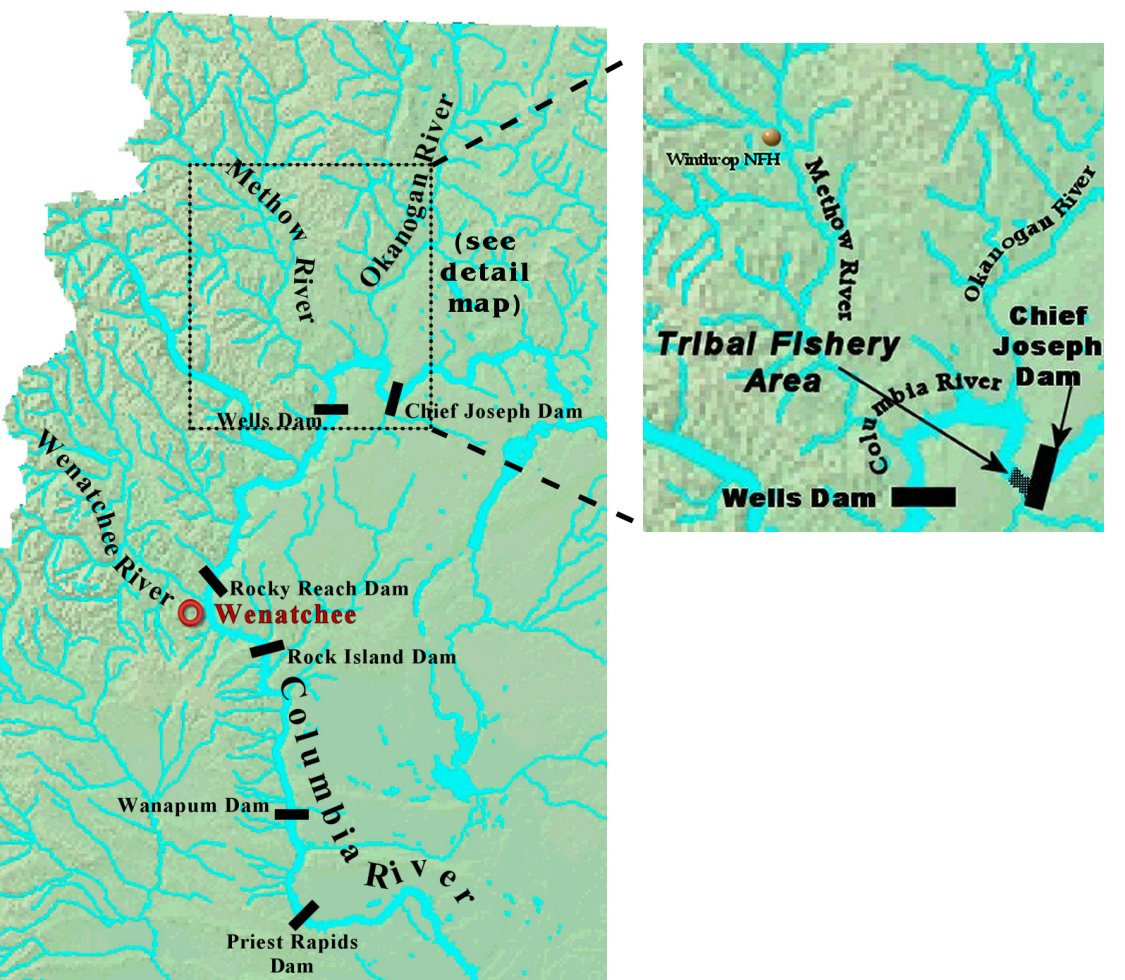 Okanogan River
Methow River
(see
detail
map)
Wells Dam
Chief Joseph Dam
Wenatchee River
Rocky Reach Dam
Wenatchee
Rock Island Dam
Columbia River
Wanapum Dam
Priest Rapids
Dam
Winthrop NFH
Methow River
Okanogan River
Chief
Joseph
Dam
Tribal Fishery
Area
Columbia River
Wells Dam